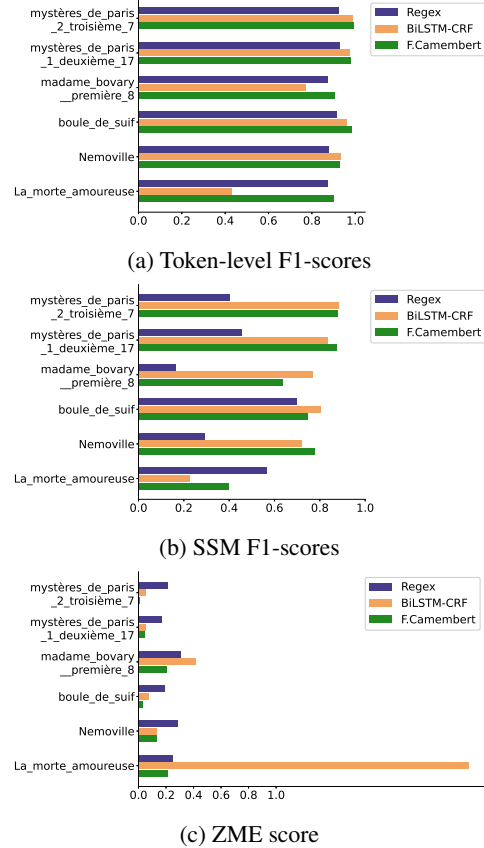 mystères_de_paris
_2_troisième_7
mystères_de_paris
_1_deuxième_17
madame_bovary
__première_8
boule_de_suif
Nemoville
La_morte_amoureuse
0.0 0.2 0.4 0.6 0.8 1.0
Regex
BiLSTM-CRF
F.Camembert
(a) Token-level F1-scores
mystères_de_paris
_2_troisième_7
mystères_de_paris
_1_deuxième_17
madame_bovary
__première_8
boule_de_suif
Nemoville
La_morte_amoureuse
0.0 0.2 0.4 0.6 0.8 1.0
Regex
BiLSTM-CRF
F.Camembert
(b) SSM F1-scores
mystères_de_paris
_2_troisième_7
mystères_de_paris
_1_deuxième_17
madame_bovary
__première_8
boule_de_suif
Nemoville
La_morte_amoureuse
0.0 0.2 0.4 0.6 0.8 1.0
Regex
BiLSTM-CRF
F.Camembert
(c) ZME score